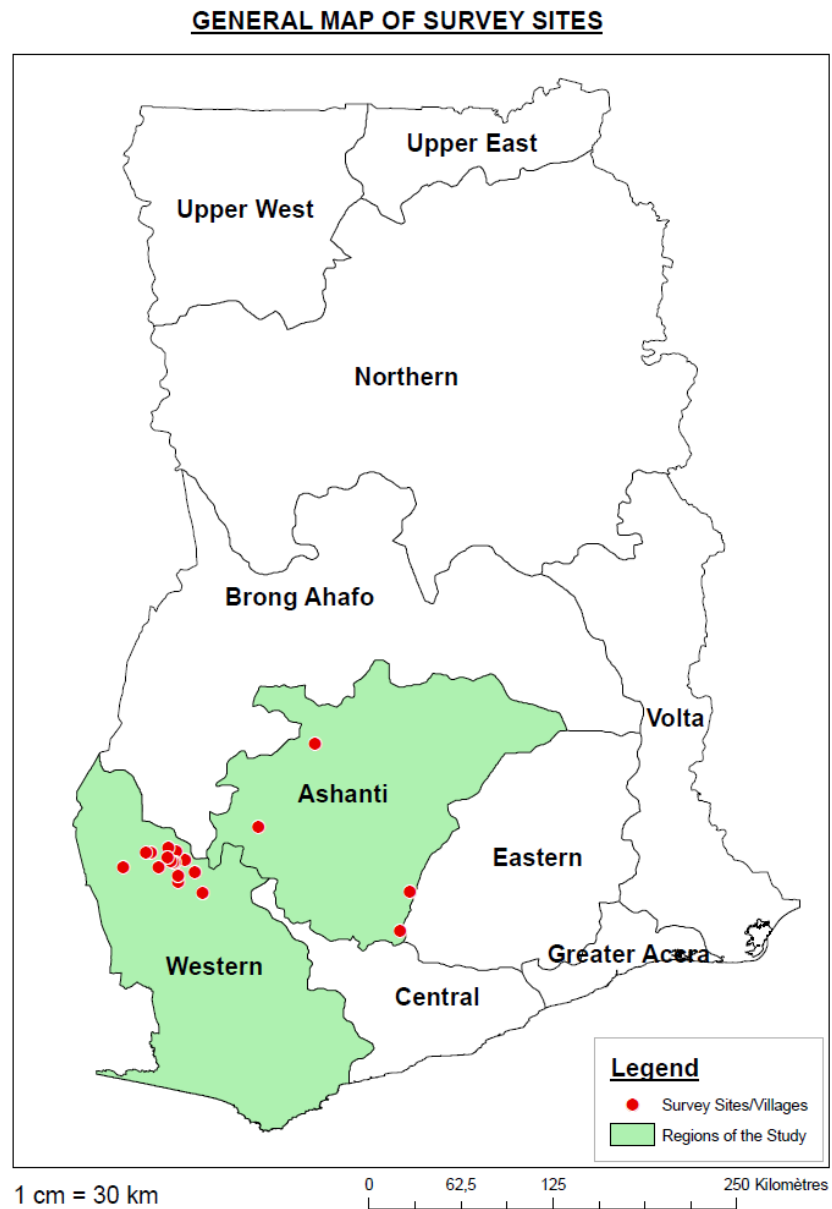 GENERAL MAP OF SURVEY SITES
Upper East
Upper West
Northern
Brong Ahafo
Volta
Ashanti
Eastern
Greater Accra
Western
Central
Legend
Survey Sites/Villages
Regions of the Study
1 cm = 30 km
0 62,5 125 250 Kilomètres